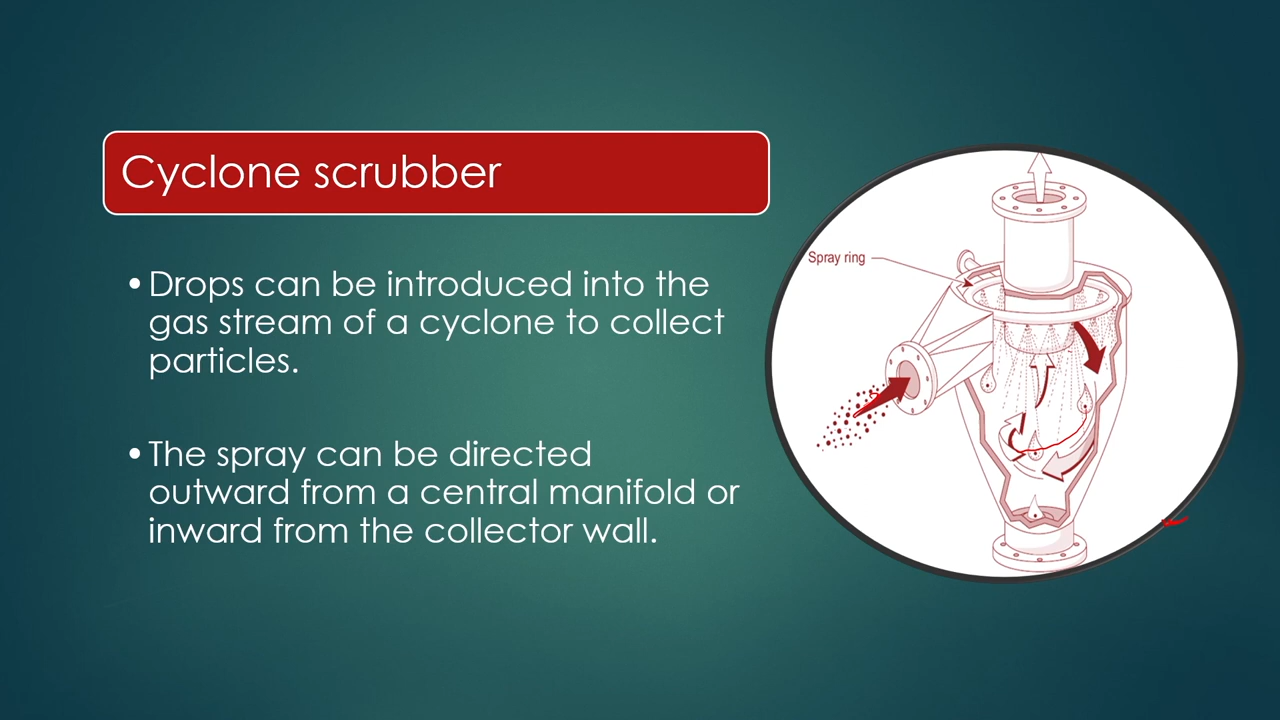 Cyclone scrubber
•Drops can be introduced into the
gas stream of a cyclone to collect
particles.
•The spray can be directed
outward from a central manifold or
inward from the collector wall.
Spray ring